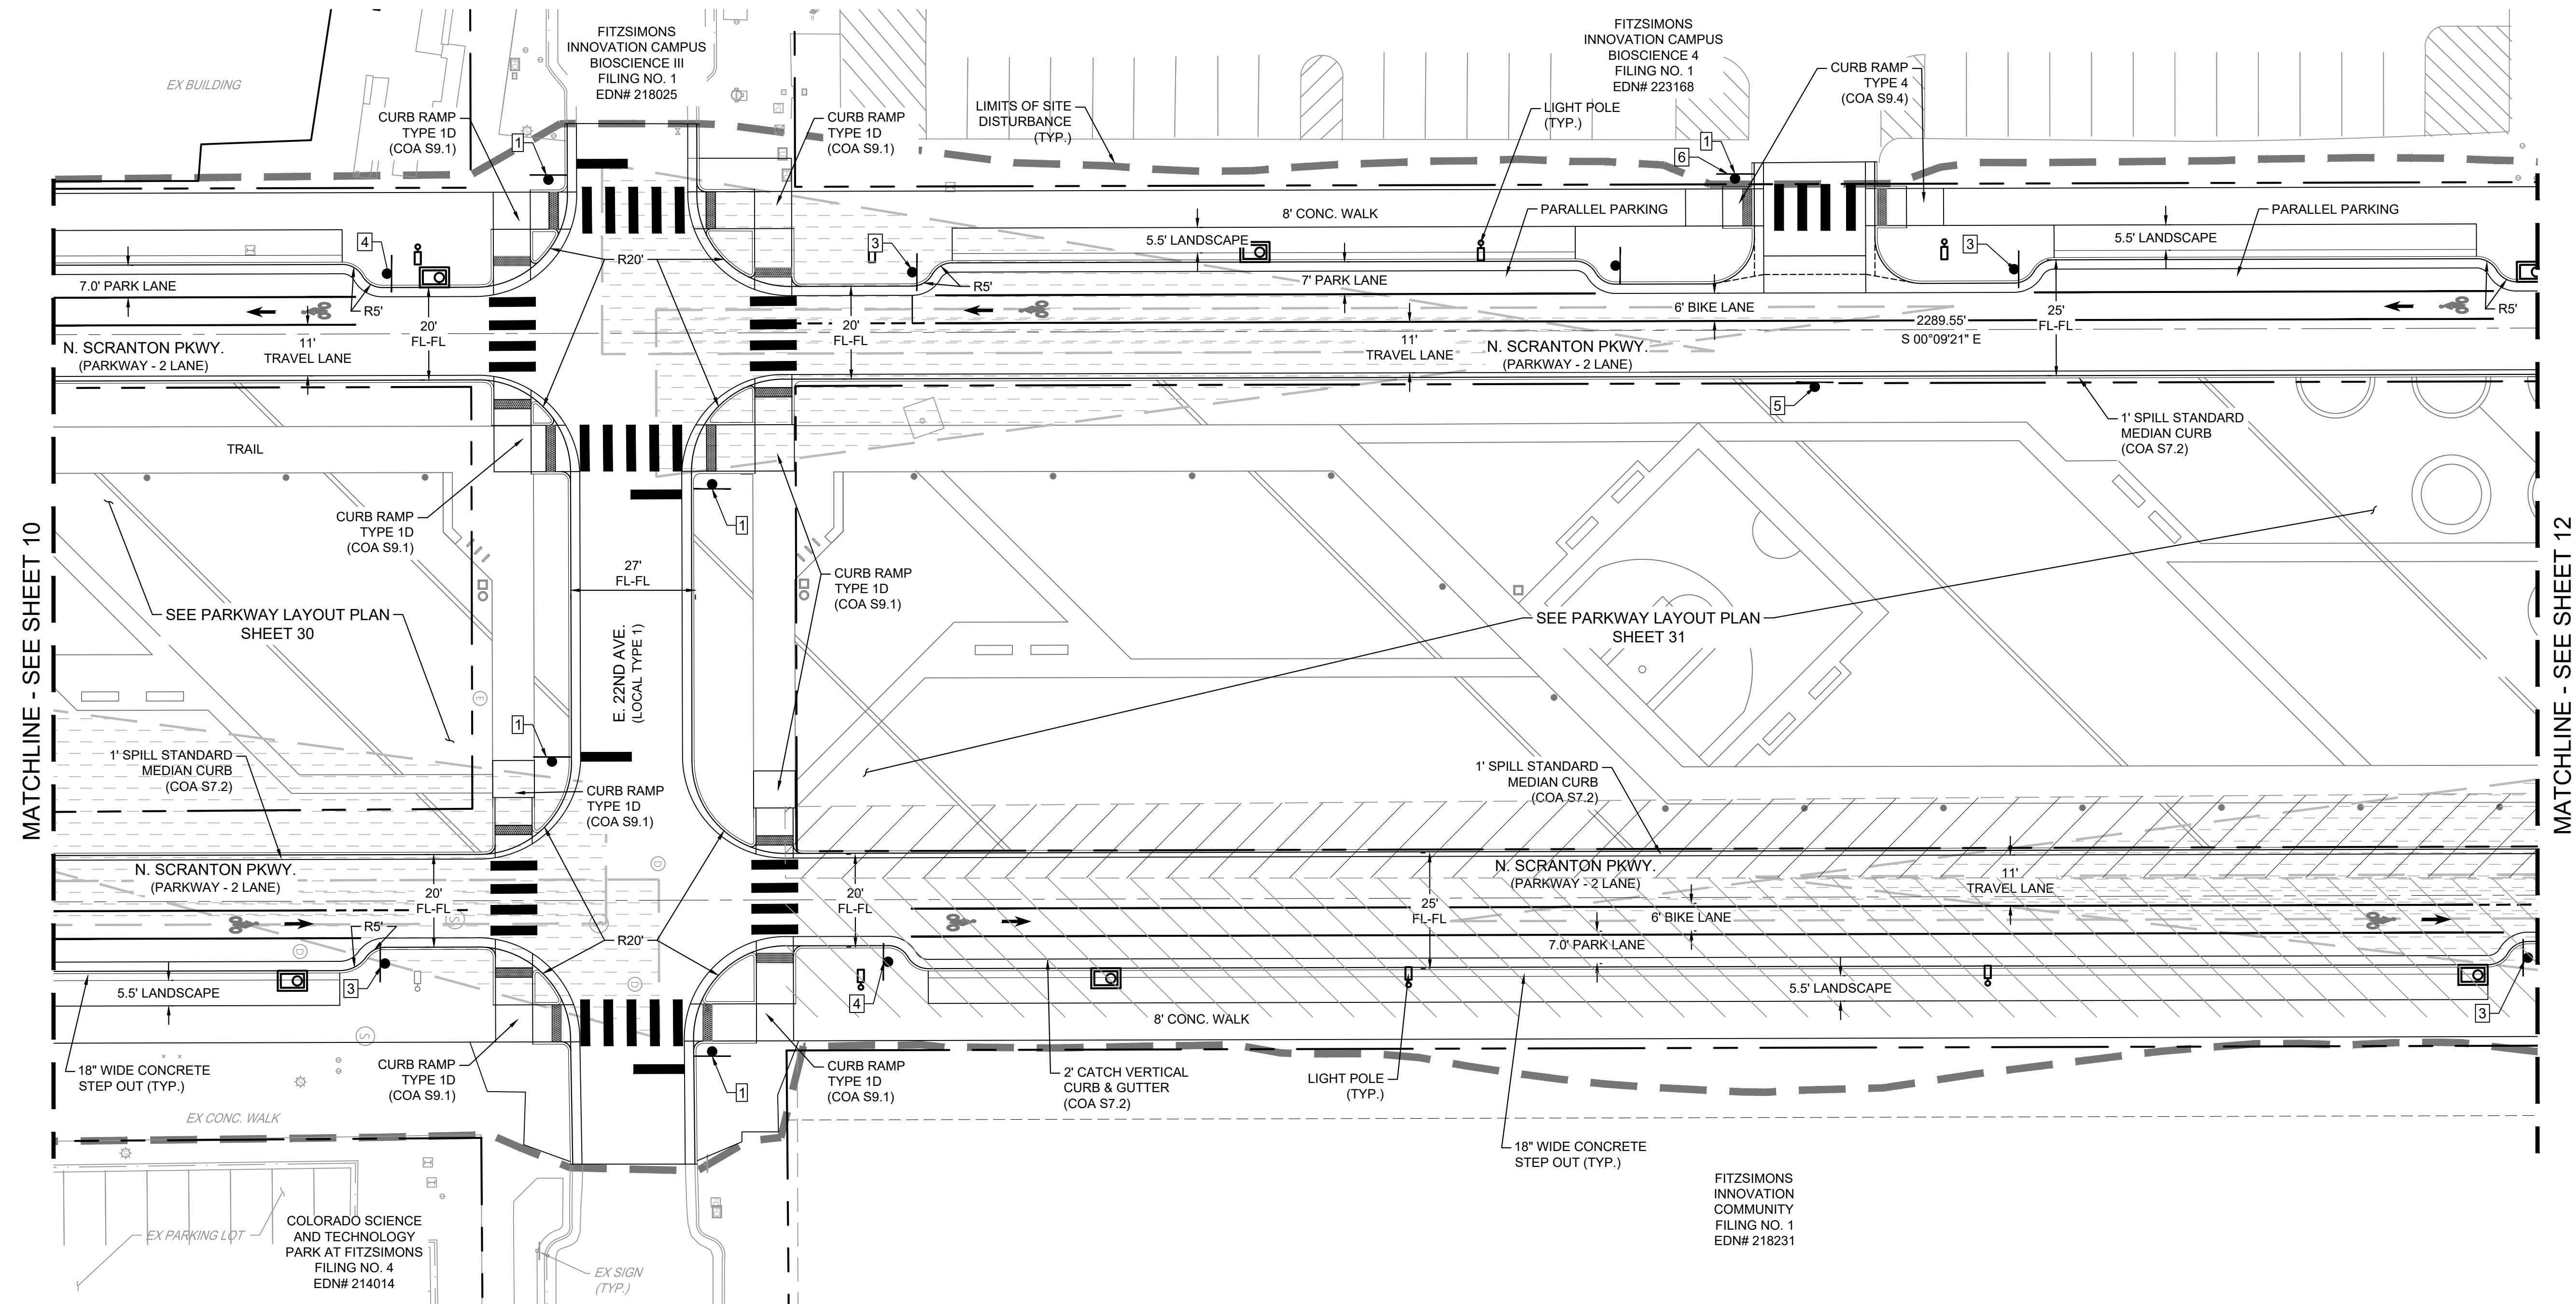 FITZSIMONS
INNOVATION CAMPUS
BIOSCIENCE III
FILING NO. 1
EDN# 218025
FITZSIMONS
INNOVATION CAMPUS
BIOSCIENCE 4
FILING NO. 1
EDN# 223168
EX BUILDING
CURB RAMP
TYPE 1D
(COA S9.1)
1
CURB RAMP
TYPE 1D
(COA S9.1)
LIMITS OF SITE
DISTURBANCE
(TYP.)
LIGHT POLE
(TYP.)
CURB RAMP
TYPE 4
(COA S9.4)
1
6
8' CONC. WALK
PARALLEL PARKING
PARALLEL PARKING
4
3
5.5' LANDSCAPE
3
5.5' LANDSCAPE
R20'
7.0' PARK LANE
R5'
R5'
7' PARK LANE
6' BIKE LANE
R5'
20'
FL-FL
20'
FL-FL
25'
FL-FL
2289.55'
S 00°09'21" E
11'
TRAVEL LANE
11'
TRAVEL LANE
N. SCRANTON PKWY.
(PARKWAY - 2 LANE)
N. SCRANTON PKWY.
(PARKWAY - 2 LANE)
5
1' SPILL STANDARD
MEDIAN CURB
(COA S7.2)
TRAIL
CURB RAMP
TYPE 1D
(COA S9.1)
1
27'
FL-FL
CURB RAMP
TYPE 1D
(COA S9.1)
MATCHLINE - SEE SHEET 10
MATCHLINE - SEE SHEET 12
SEE PARKWAY LAYOUT PLAN
SHEET 30
E. 22ND AVE.
(LOCAL TYPE 1)
SEE PARKWAY LAYOUT PLAN
SHEET 31
E
1
1' SPILL STANDARD
MEDIAN CURB
(COA S7.2)
CURB RAMP
TYPE 1D
(COA S9.1)
1' SPILL STANDARD
MEDIAN CURB
(COA S7.2)
D
N. SCRANTON PKWY.
(PARKWAY - 2 LANE)
N. SCRANTON PKWY.
(PARKWAY - 2 LANE)
11'
TRAVEL LANE
20'
FL-FL
20'
FL-FL
25'
FL-FL
S
S
6' BIKE LANE
R5'
R20'
7.0' PARK LANE
D
D
5.5' LANDSCAPE
3
4
5.5' LANDSCAPE
3
8' CONC. WALK
S
18" WIDE CONCRETE
STEP OUT (TYP.)
CURB RAMP
TYPE 1D
(COA S9.1)
1
CURB RAMP
TYPE 1D
(COA S9.1)
2' CATCH VERTICAL
CURB & GUTTER
(COA S7.2)
LIGHT POLE
(TYP.)
EX CONC. WALK
18" WIDE CONCRETE
STEP OUT (TYP.)
FITZSIMONS
INNOVATION
COMMUNITY
FILING NO. 1
EDN# 218231
EX PARKING LOT
COLORADO SCIENCE
AND TECHNOLOGY
PARK AT FITZSIMONS
FILING NO. 4
EDN# 214014
EX SIGN
(TYP.)